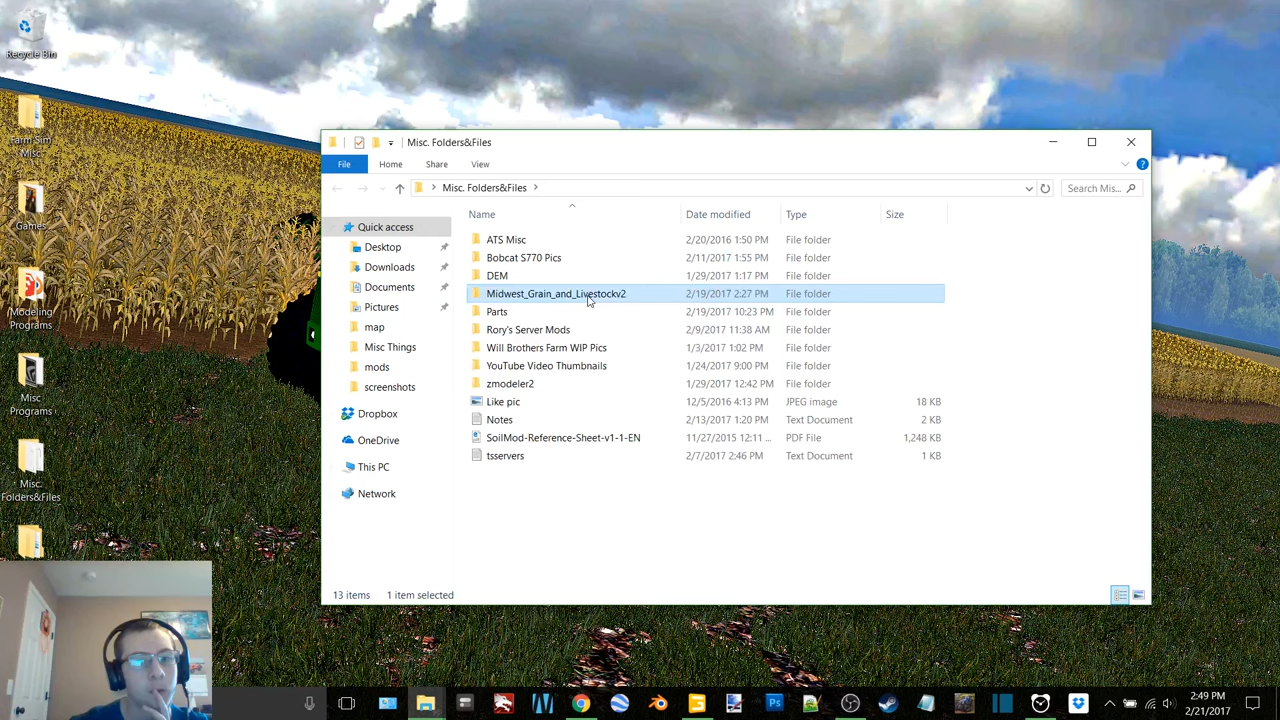 Recycle Bin
Farm Sim
Misc.
Games
Modeling
Programs
Misc
Programs
Misc.
Folders&Files
Misc. Folders&Files
File Home Share View
Misc. Folders&Files
Search Mis...
Name Date modified Type Size
Quick access
Desktop
Downloads
Documents
Pictures
map
Misc Things
mods
screenshots
Dropbox
OneDrive
This PC
Network
ATS Misc 2/20/2016 1:50 PM File folder
Bobcat S770 Pics 2/11/2017 1:55 PM File folder
DEM 1/29/2017 1:17 PM File folder
Midwest_Grain_and_Livestockv2 2/19/2017 2:27 PM File folder
Parts 2/19/2017 10:23 PM File folder
Rory's Server Mods 2/9/2017 11:38 AM File folder
Will Brothers Farm WIP Pics 1/3/2017 1:02 PM File folder
YouTube Video Thumbnails 1/24/2017 9:00 PM File folder
zmodeler2 1/29/2017 12:42 PM File folder
Like pic 12/5/2016 4:13 PM JPEG image 18 KB
Notes 2/13/2017 1:20 PM Text Document 2 KB
SoilMod-Reference-Sheet-v1-1-EN 11/27/2015 12:11 ... PDF File 1,248 KB
tsservers 2/7/2017 2:46 PM Text Document 1 KB
13 items 1 item selected
Ps
2:49 PM
2/21/2017